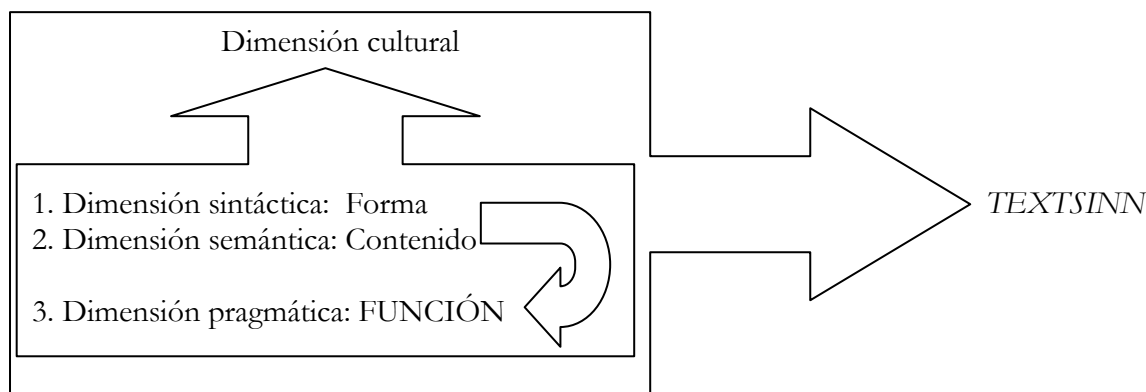 Dimensión cultural
1. Dimensión sintáctica: Forma
2. Dimensión semántica: Contenido
3. Dimensión pragmática: FUNCIÓN
TEXTSINN